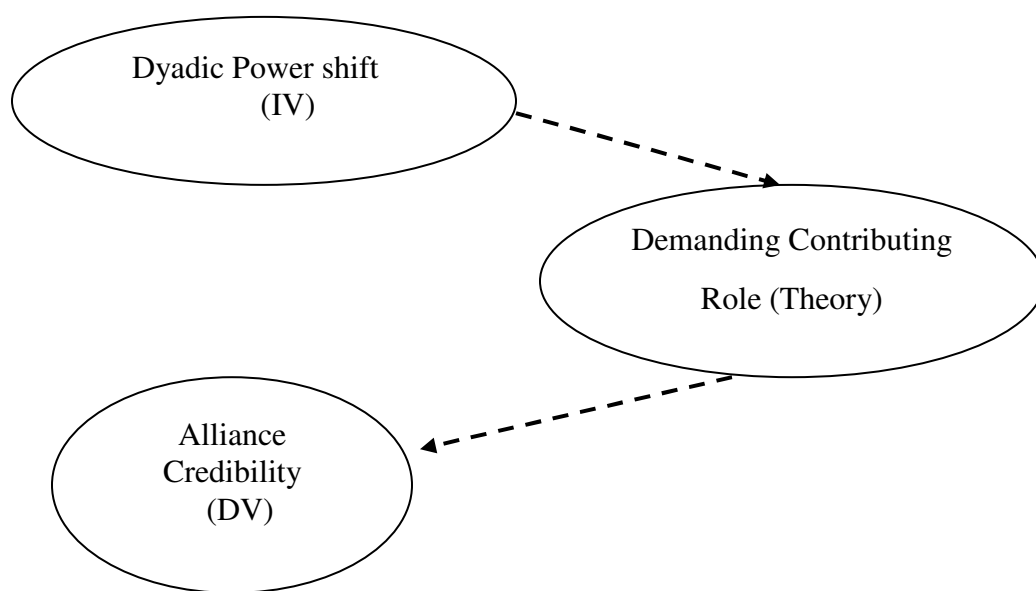 Dyadic Power shift
(IV)
Demanding Contributing
Role (Theory)
Alliance
Credibility
(DV)